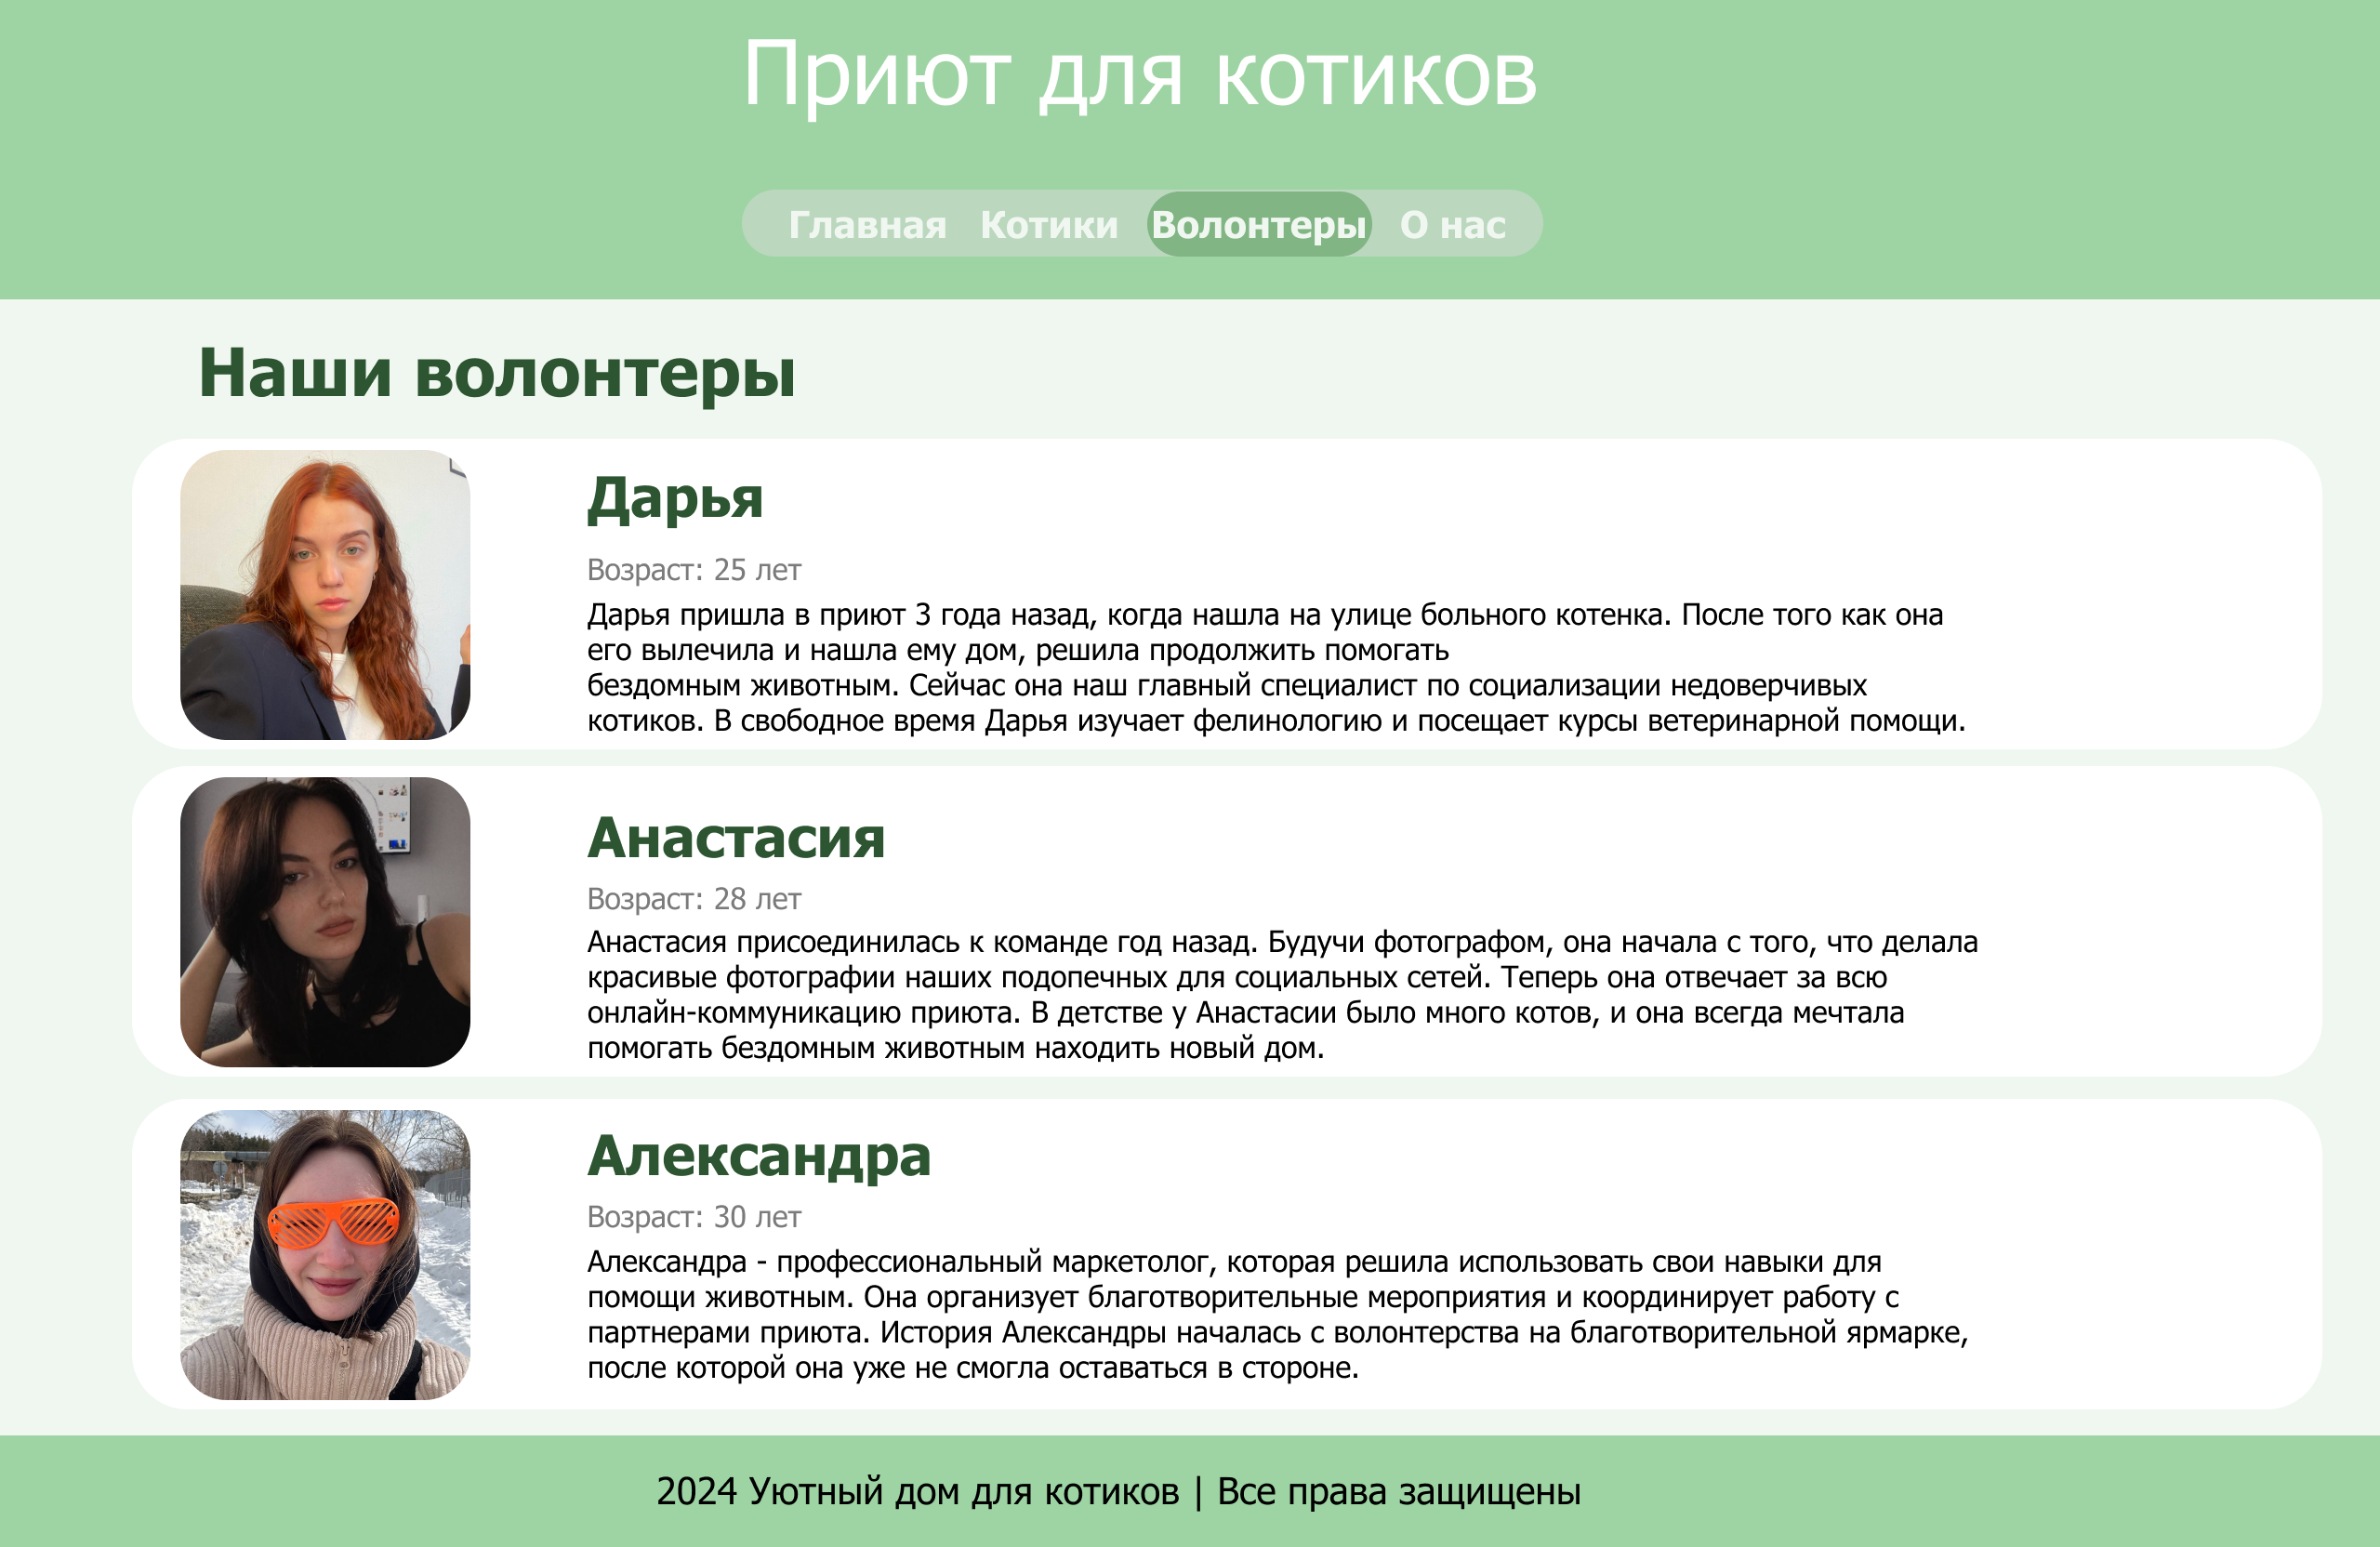 Приют для котиков
Главная Котики Волонтеры О нас
Наши волонтеры
Дарья
Возраст: 25 лет
Дарья пришла в приют 3 года назад, когда нашла на улице больного котенка. После того как она
его вылечила и нашла ему дом, решила продолжить помогать
бездомным животным. Сейчас она наш главный специалист по социализации недоверчивых
котиков. В свободное время Дарья изучает фелинологию и посещает курсы ветеринарной помощи.
Анастасия
Возраст: 28 лет
Анастасия присоединилась к команде год назад. Будучи фотографом, она начала с того, что делала
красивые фотографии наших подопечных для социальных сетей. Теперь она отвечает за всю
онлайн-коммуникацию приюта. В детстве у Анастасии было много котов, и она всегда мечтала
помогать бездомным животным находить новый дом.
Александра
Возраст: 30 лет
Александра - профессиональный маркетолог, которая решила использовать свои навыки для
помощи животным. Она организует благотворительные мероприятия и координирует работу с
партнерами приюта. История Александры началась с волонтерства на благотворительной ярмарке,
после которой она уже не смогла оставаться в стороне.
2024 Уютный дом для котиков | Все права защищены